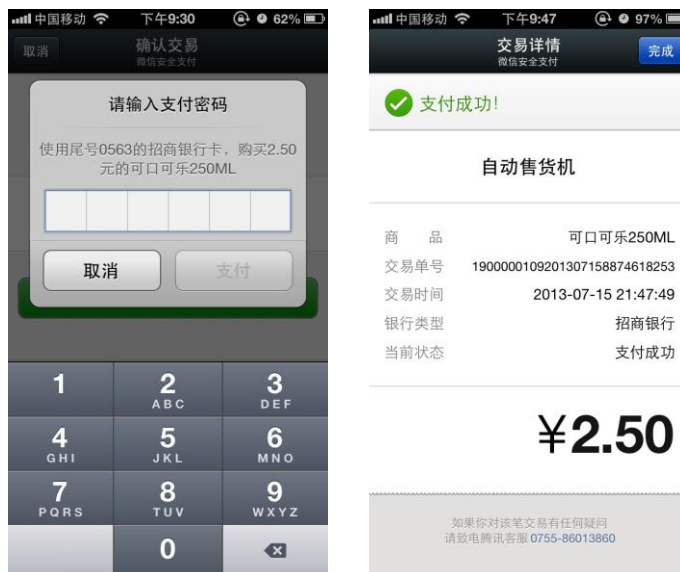 中国移动 下午9:30 62%
取消 确认交易
微信安全支付
请输入支付密码
使用尾号0563的招商银行卡，购买2.50
元的可口可乐250ML
取消 支付
1 2 3
ABC DEF
4 5 6
GHI JKL MNO
7 8 9
PQRS TUV WXYZ
0
中国移动 下午9:47 97%
交易详情 完成
微信安全支付
支付成功!
自动售货机
商 品 可口可乐250ML
交易单号 1900000109201307158874618253
交易时间 2013-07-15 21:47:49
银行类型 招商银行
当前状态 支付成功
¥2.50
如果你对该笔交易有任何疑问
请致电腾讯客服 0755-86013860